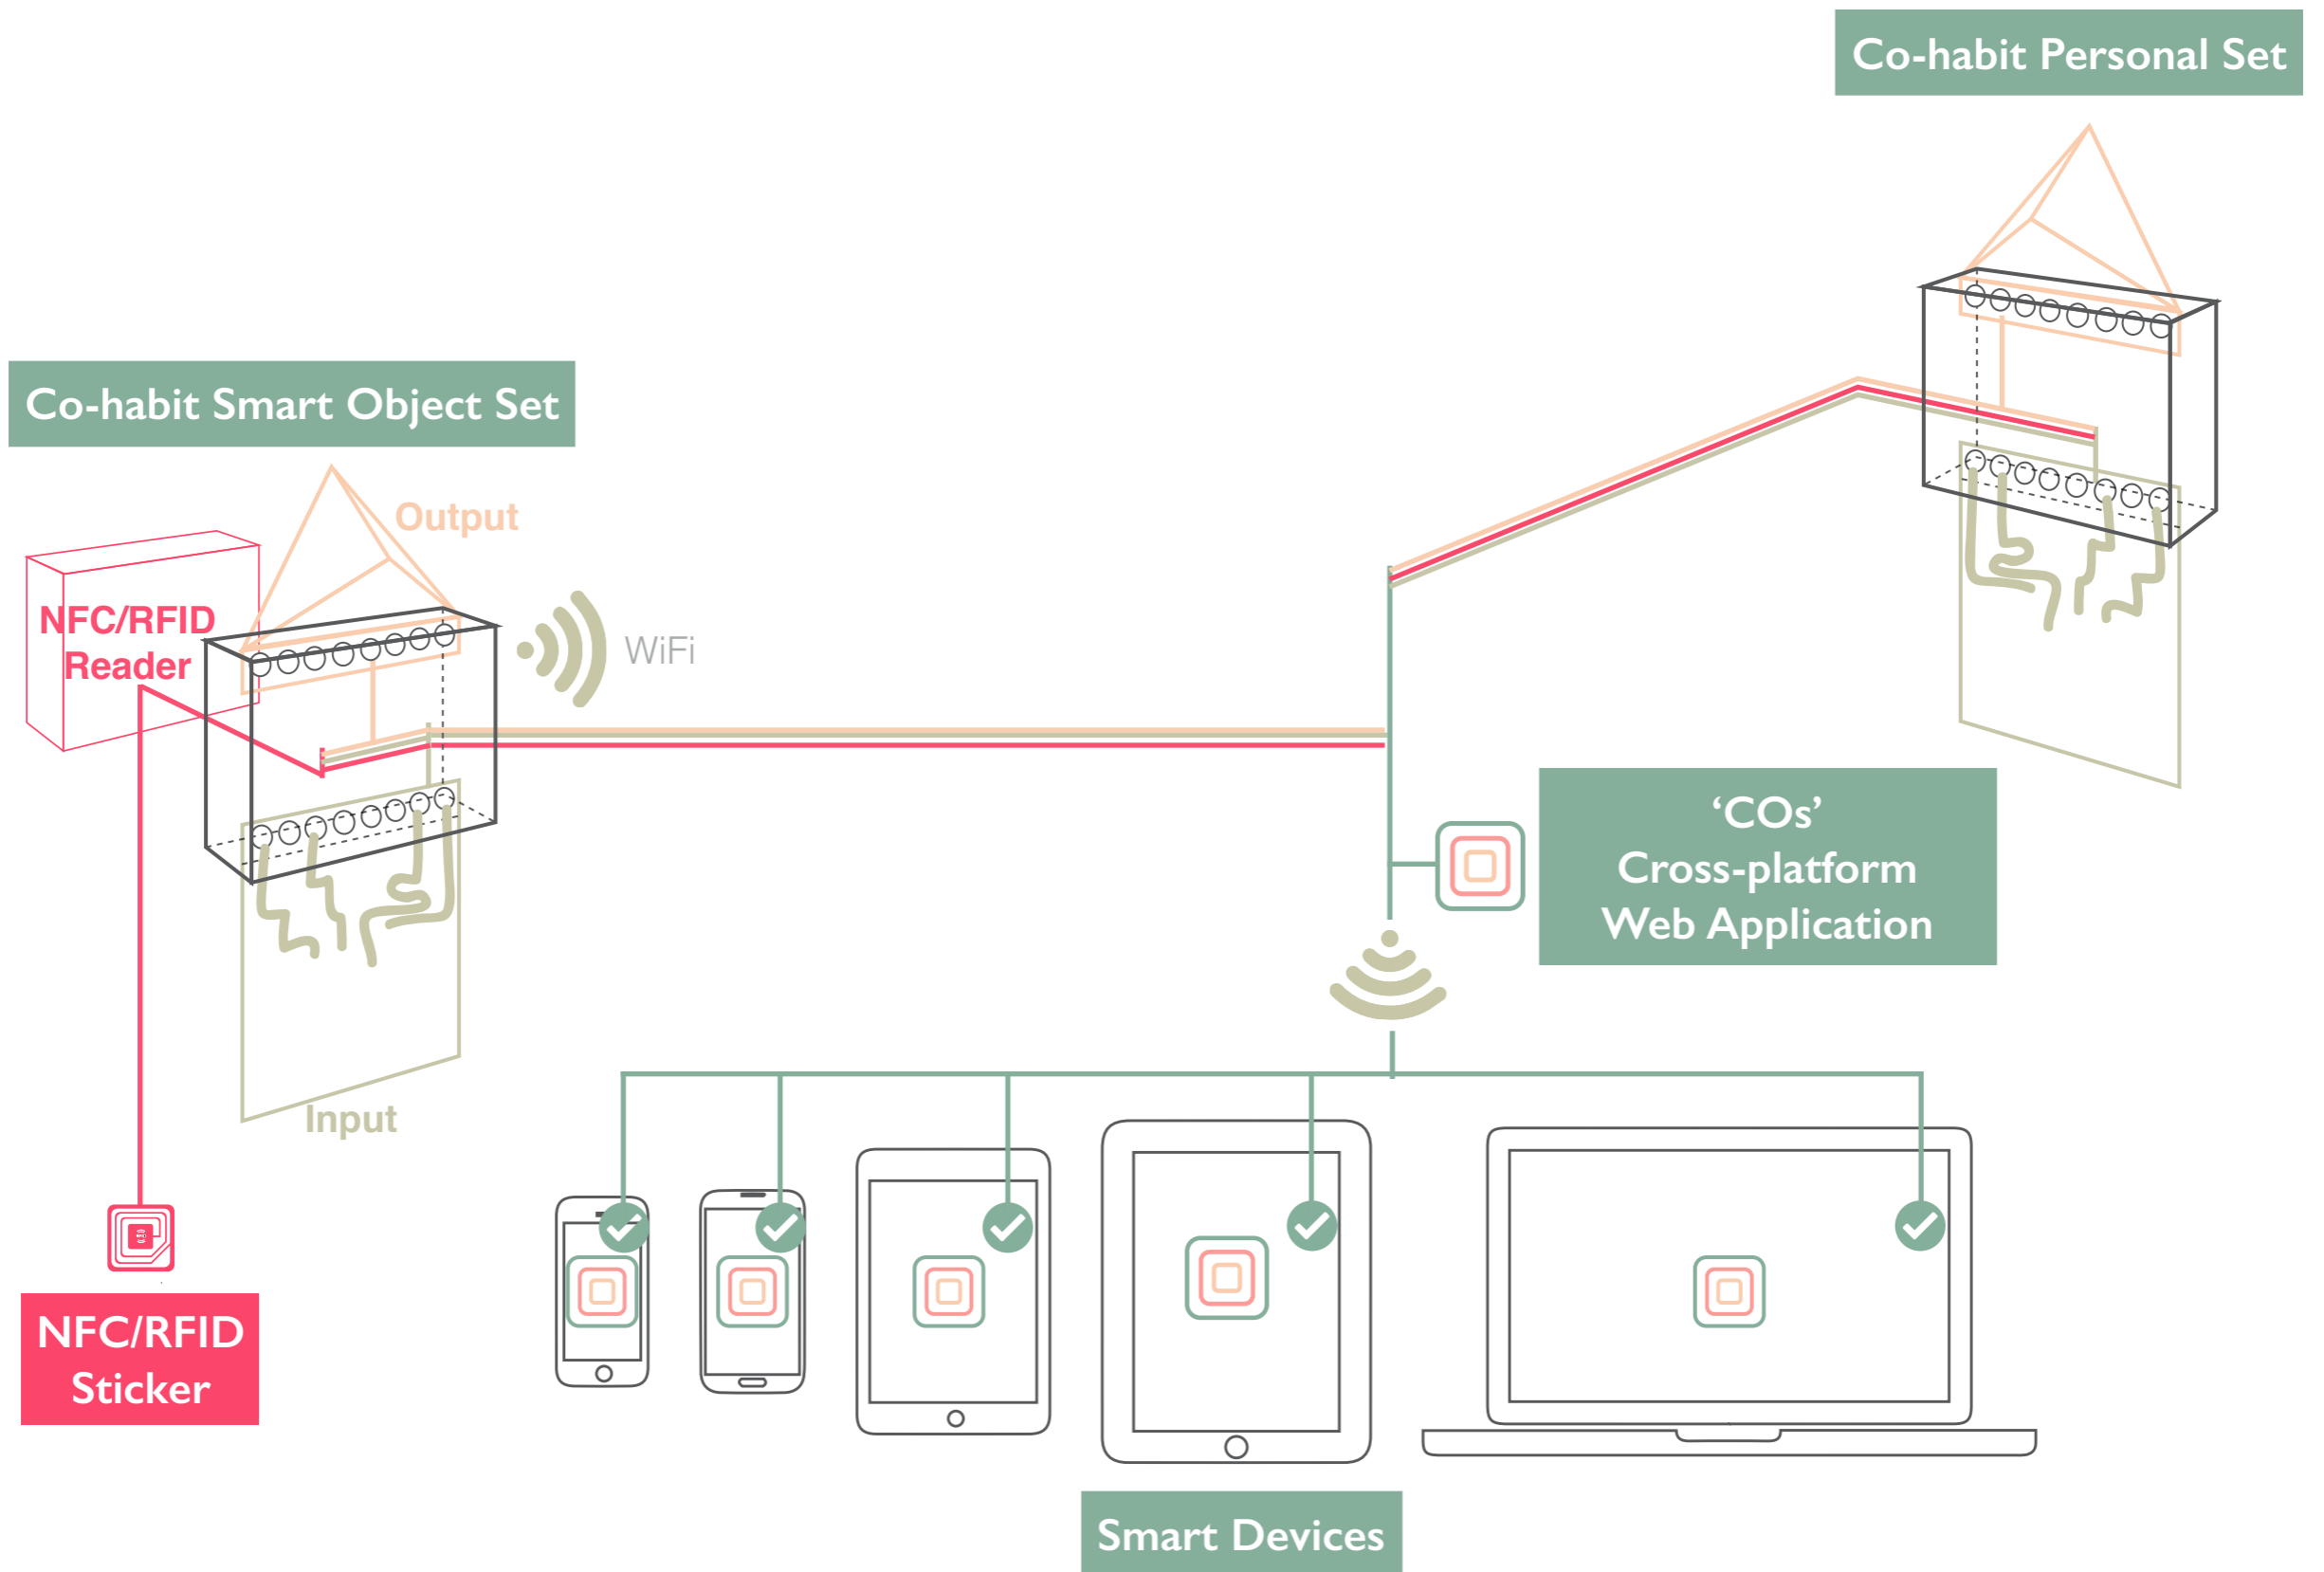 Co-habit Personal Set
Co-habit Smart Object Set
Output
NFC/RFID
Reader
WiFi
‘COs’
Cross-platform
Web Application
Input
NFC/RFID
Sticker
Smart Devices